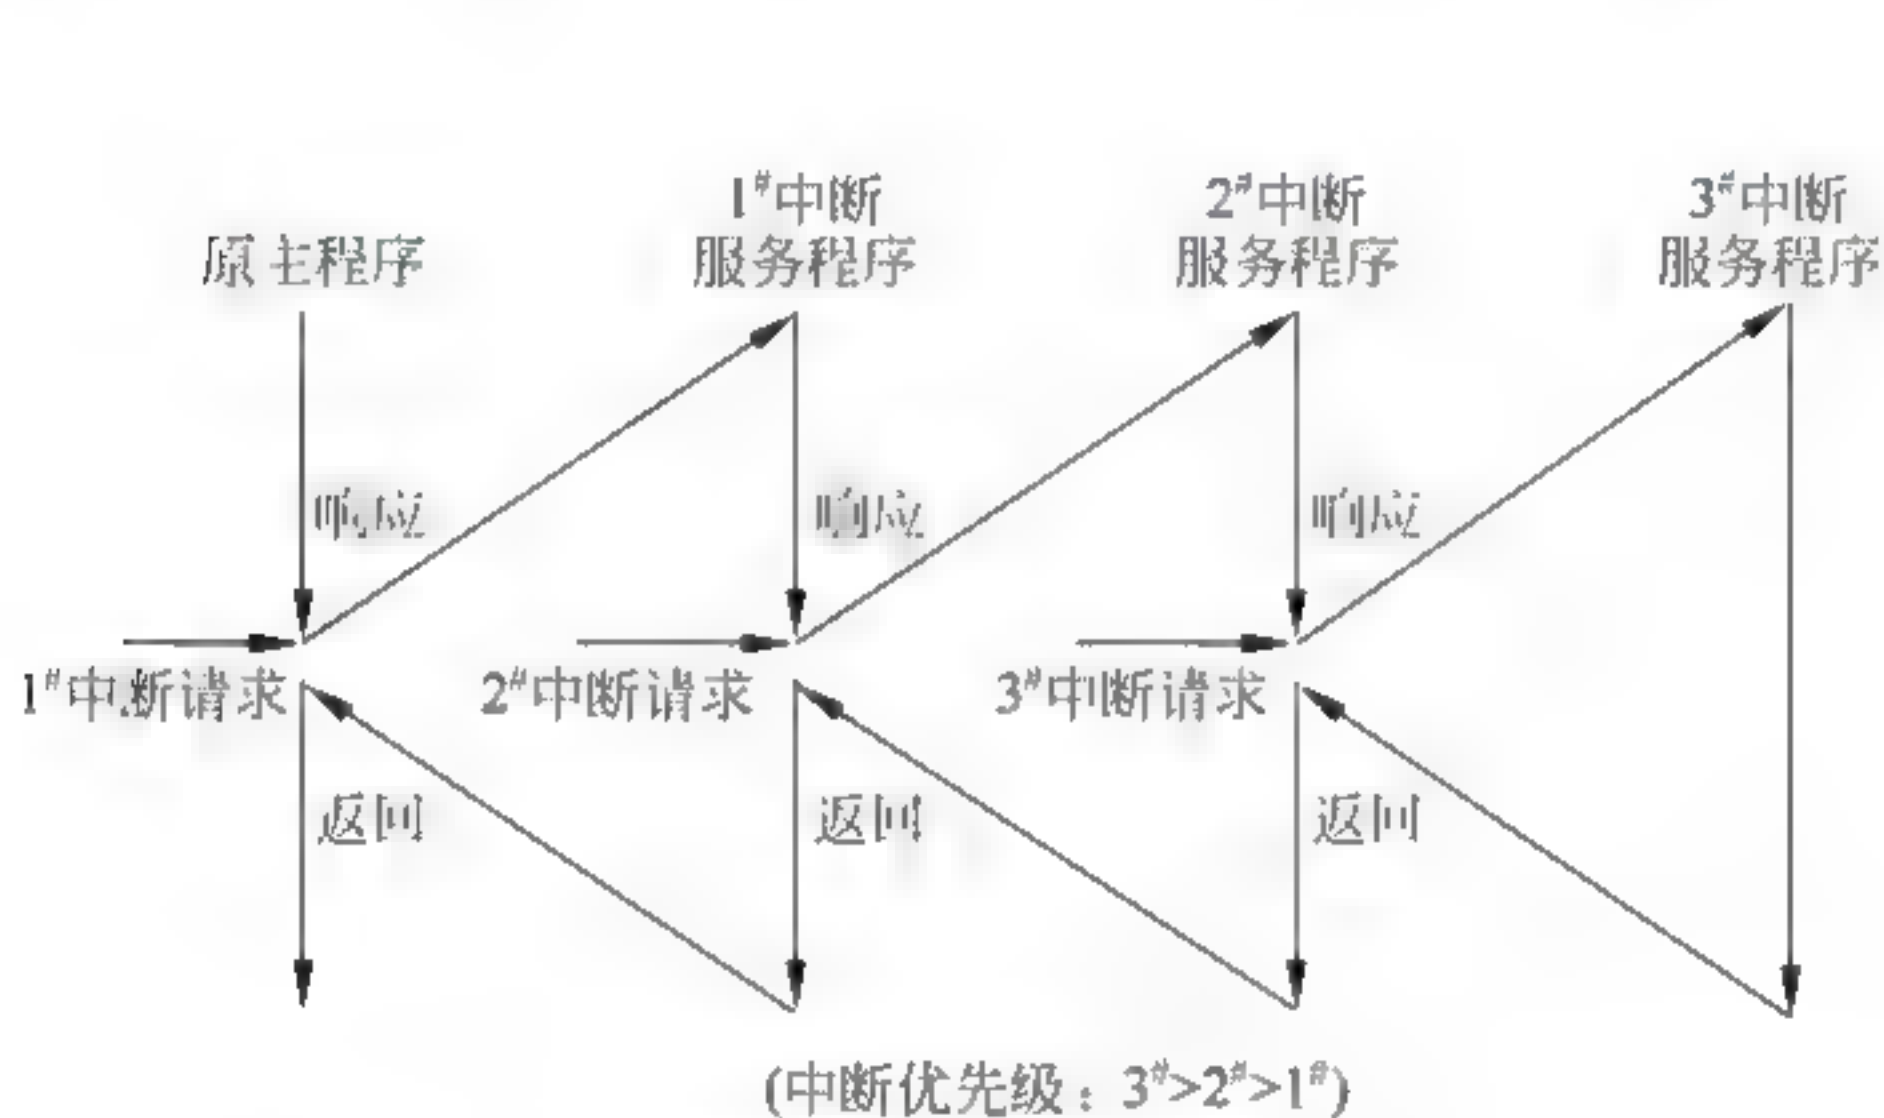 1#中断
2#中断
3#中断
原主程序
服务程序
服务程序
服务程序
响应
响应
响应
1#中断请求
2#中断请求
3#中断请求
返回
返回
返回
(中断优先级：3#>2#>1#)